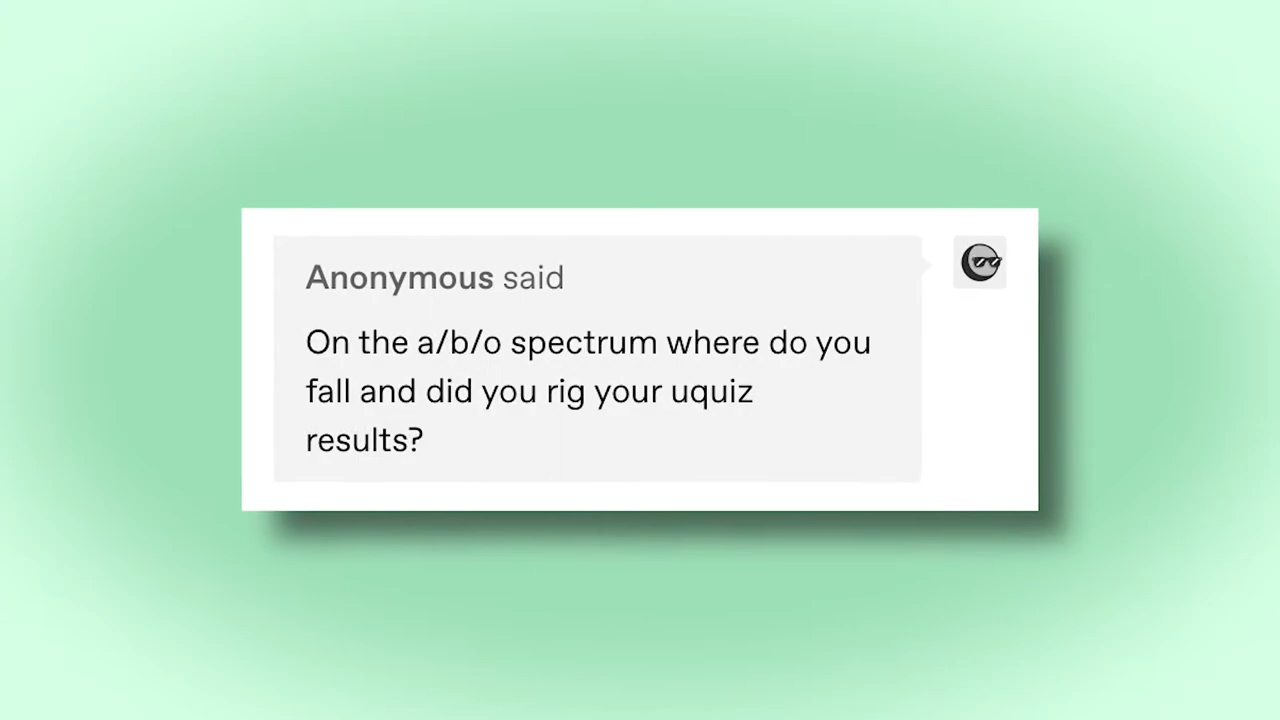 Anonymous said
On the a/b/o spectrum where do you
fall and did you rig your uquiz
results?